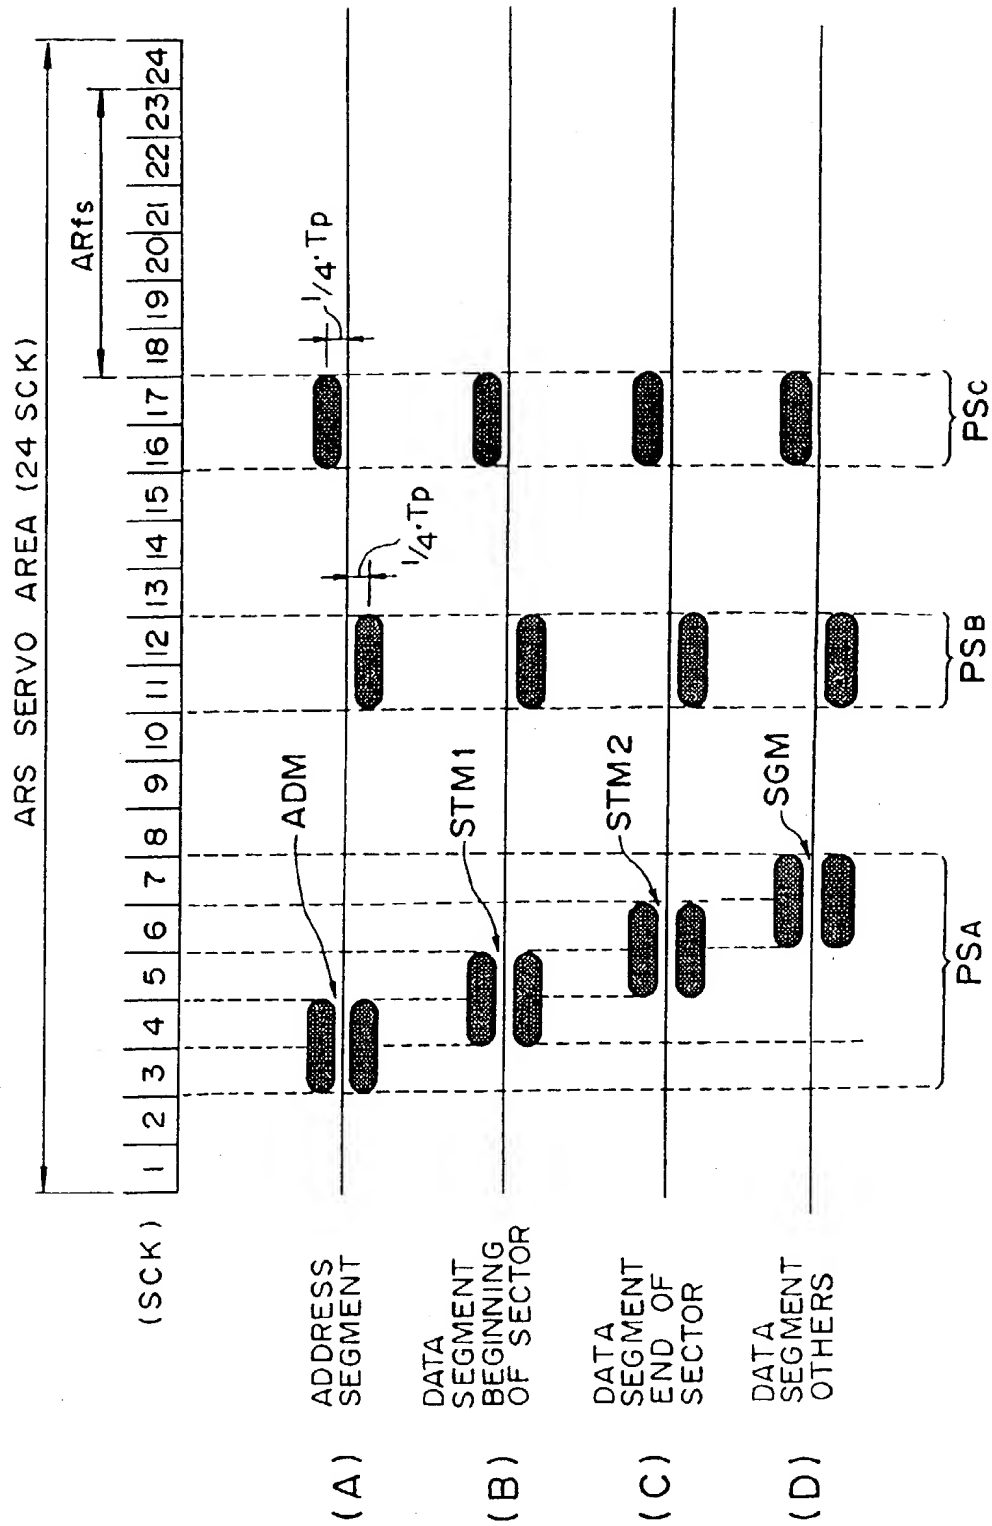 ARS SERVO AREA (24 SCK)
ARfs
(SCK)
1 2 3 4 5 6 7 8 9 10 11 12 13 14 15 16 17 18 19 20 21 22 23 24
(A)
ADDRESS
SEGMENT
ADM
1/4·Tp
1/4·Tp
(B)
DATA
SEGMENT
BEGINNING
OF SECTOR
STM1
(C)
DATA
SEGMENT
END OF
SECTOR
STM2
(D)
DATA
SEGMENT
OTHERS
SGM
PSA
PSB
PSC